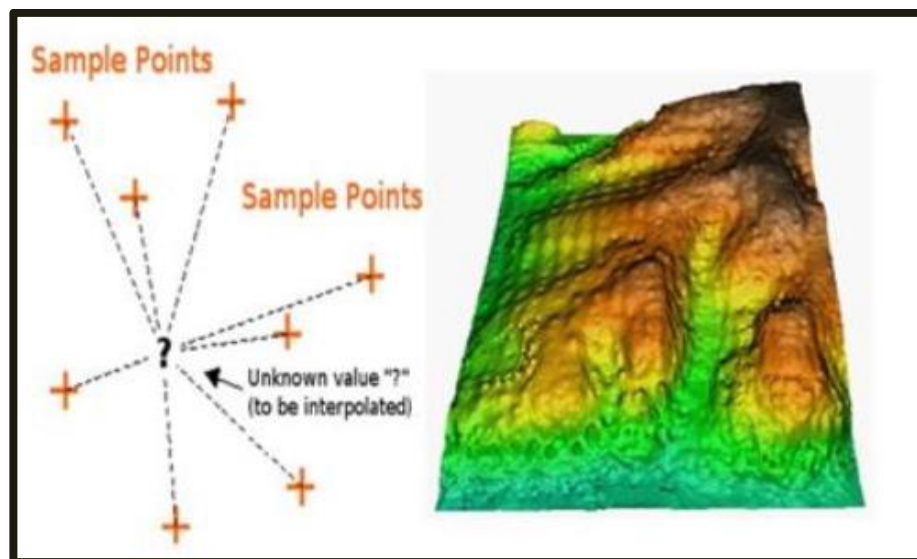 Sample Points
Sample Points
?
Unknown value "?"
(to be interpolated)